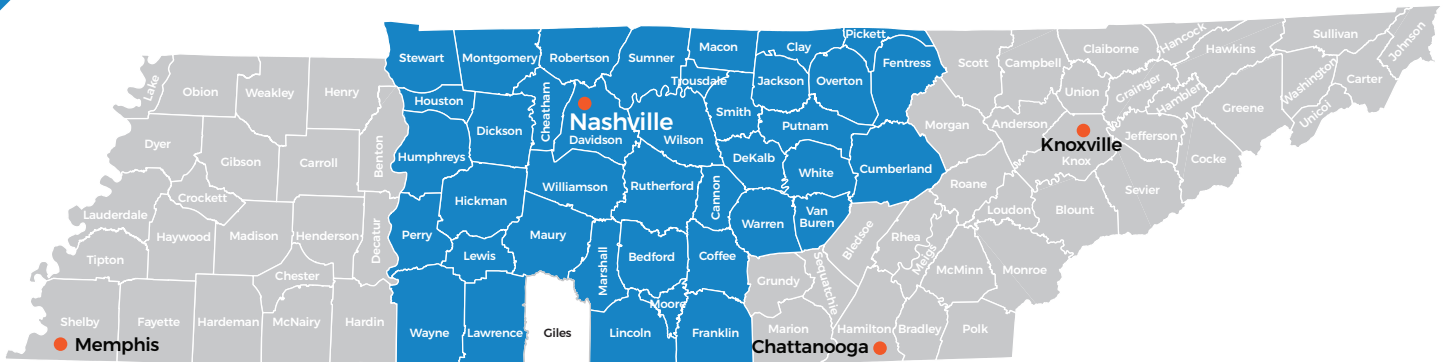 Lake
Obion
Weakley
Henry
Dyer
Gibson
Carroll
Benton
Crockett
Lauderdale
Haywood
Madison
Henderson
Decatur
Tipton
Chester
Shelby
Fayette
Hardeman
McNairy
Hardin
Memphis
Stewart
Montgomery
Robertson
Sumner
Macon
Clay
Pickett
Fentress
Trousdale
Jackson
Overton
Houston
Dickson
Cheatham
Nashville
Davidson
Wilson
Smith
Putnam
Humphreys
DeKalb
White
Cumberland
Williamson
Rutherford
Cannon
Hickman
Perry
Lewis
Maury
Marshall
Bedford
Coffee
Warren
Van
Buren
Moore
Wayne
Lawrence
Giles
Lincoln
Franklin
Scott
Campbell
Claiborne
Hancock
Hawkins
Sullivan
Johnson
Union
Grainger
Hamblen
Washington
Carter
Unicoi
Greene
Morgan
Anderson
Knoxville
Knox
Jefferson
Cocke
Sevier
Roane
Loudon
Blount
Bledsoe
Rhea
Meigs
McMinn
Monroe
Grundy
Sequatchie
Marion
Hamilton
Bradley
Polk
Chattanooga